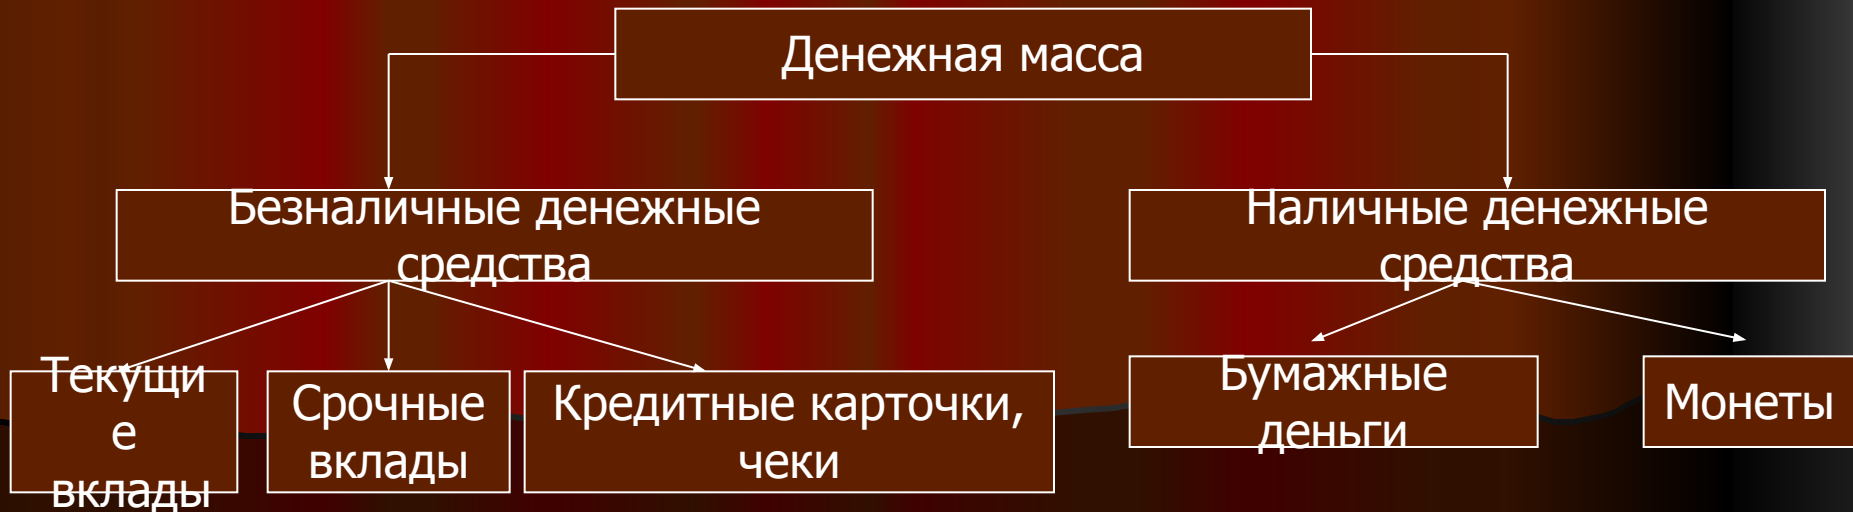 Денежная масса
Безналичные денежные
средства
Наличные денежные
средства
Текущи
е
вклады
Срочные
вклады
Кредитные карточки,
чеки
Бумажные
деньги
Монеты